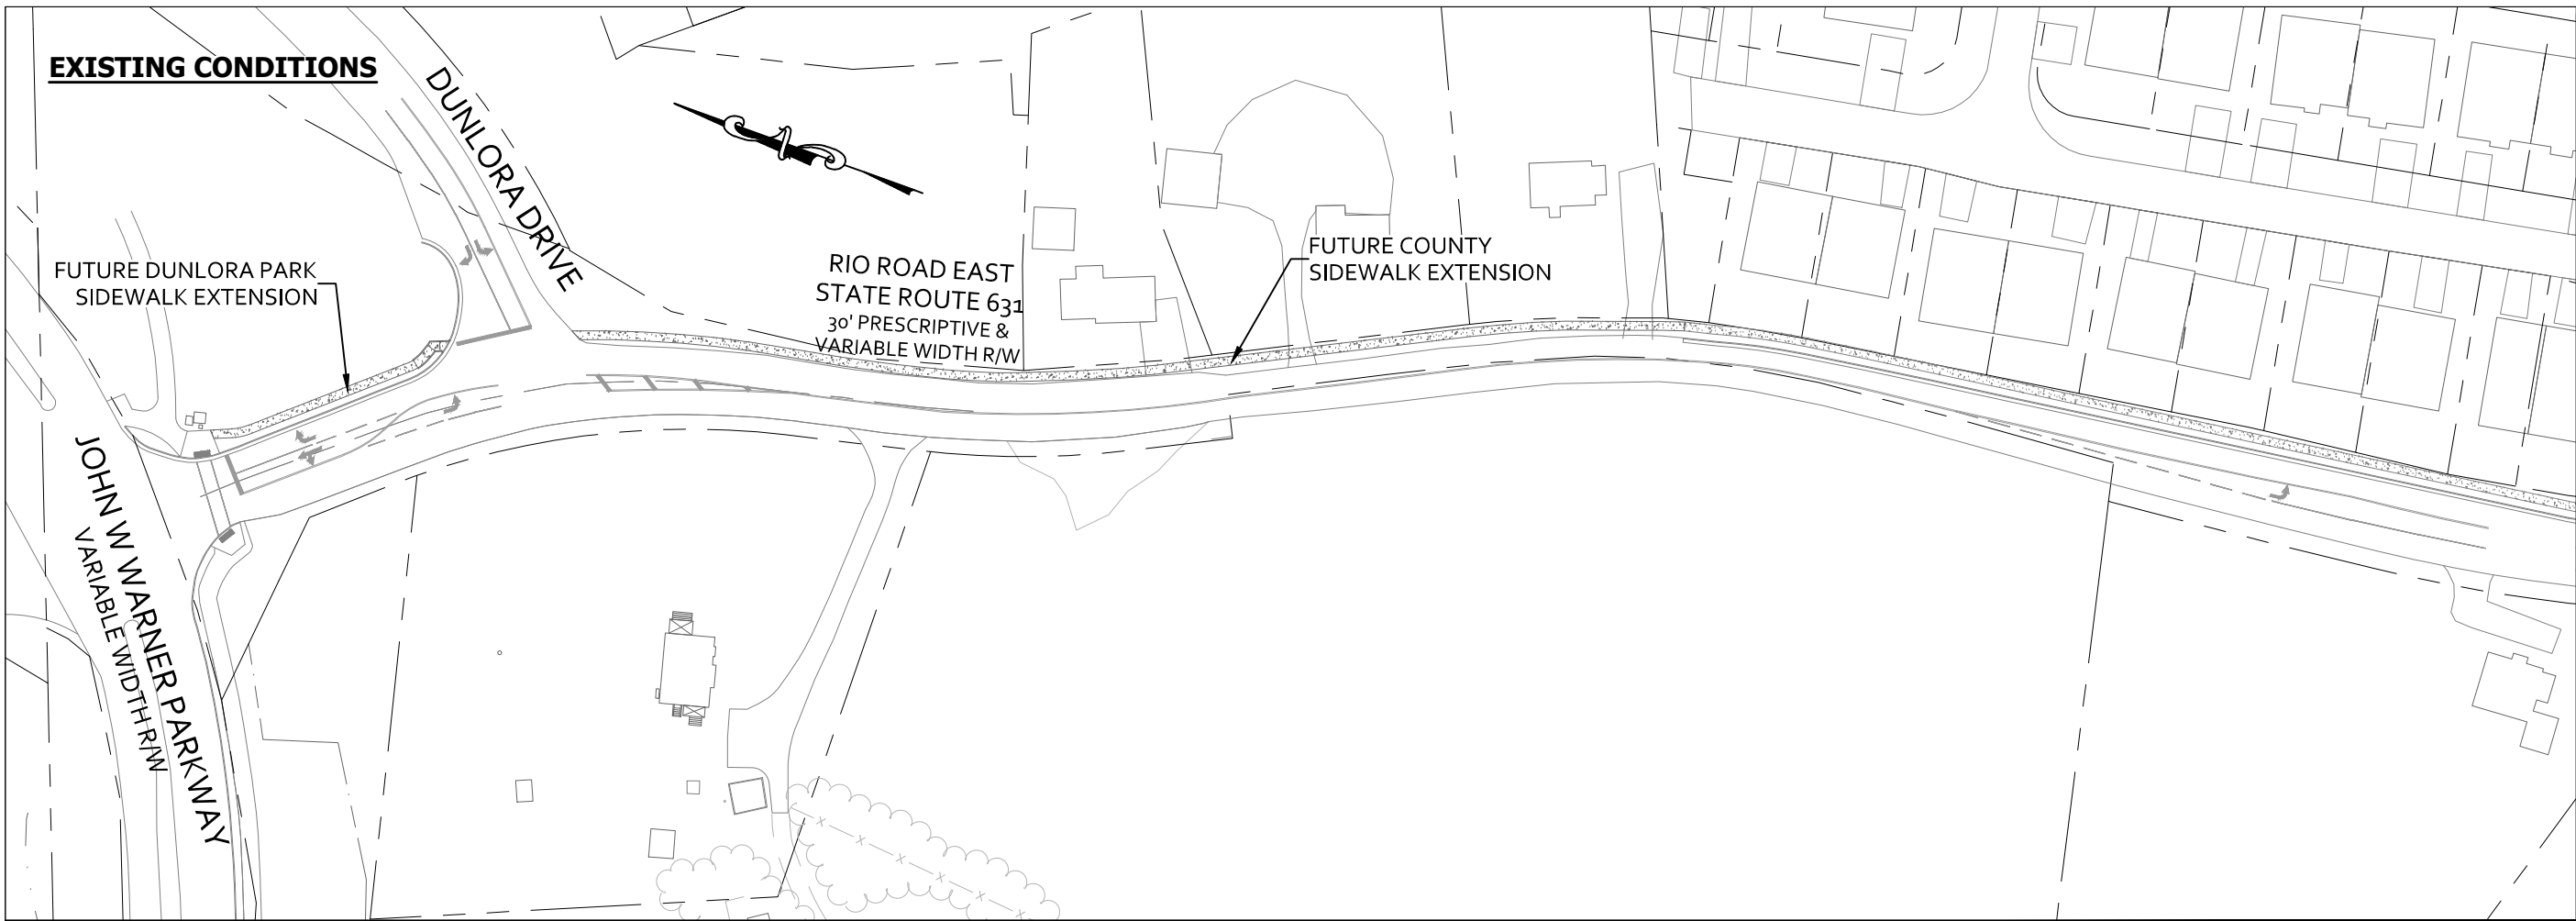 EXISTING CONDITIONS
DUNLORA DRIVE
FUTURE DUNLORA PARK
SIDEWALK EXTENSION
RIO ROAD EAST
STATE ROUTE 631
30' PRESCRIPTIVE &
VARIABLE WIDTH R/W
FUTURE COUNTY
SIDEWALK EXTENSION
JOHN W WARNER PARKWAY
VARIABLE WIDTH R/W